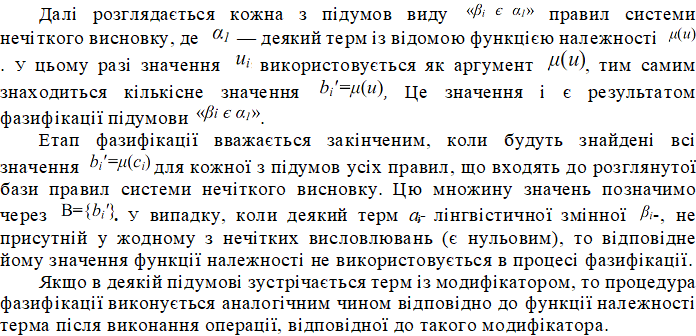 Далі розглядається кожна з підумов виду «βᵢ є α₁» правил системи
нечіткого висновку, де α₁ — деякий терм із відомою функцією належності μ(u)
. У цьому разі значення uᵢ використовується як аргумент μ(u), тим самим
знаходиться кількісне значення bᵢ'=μ(u), Це значення і є результатом
фазифікації підумови «βᵢ є α₁».
Етап фазифікації вважається закінченим, коли будуть знайдені всі
значення bᵢ'=μ(cᵢ) для кожної з підумов усіх правил, що входять до розглянутої
бази правил системи нечіткого висновку. Цю множину значень позначимо
через B={bᵢ'}. У випадку, коли деякий терм αᵢ- лінгвістичної змінної βᵢ-, не
присутній у жодному з нечітких висловлювань (є нульовим), то відповідне
йому значення функції належності не використовується в процесі фазифікації.
Якщо в деякій підумові зустрічається терм із модифікатором, то процедура
фазифікації виконується аналогічним чином відповідно до функції належності
терма після виконання операції, відповідної до такого модифікатора.